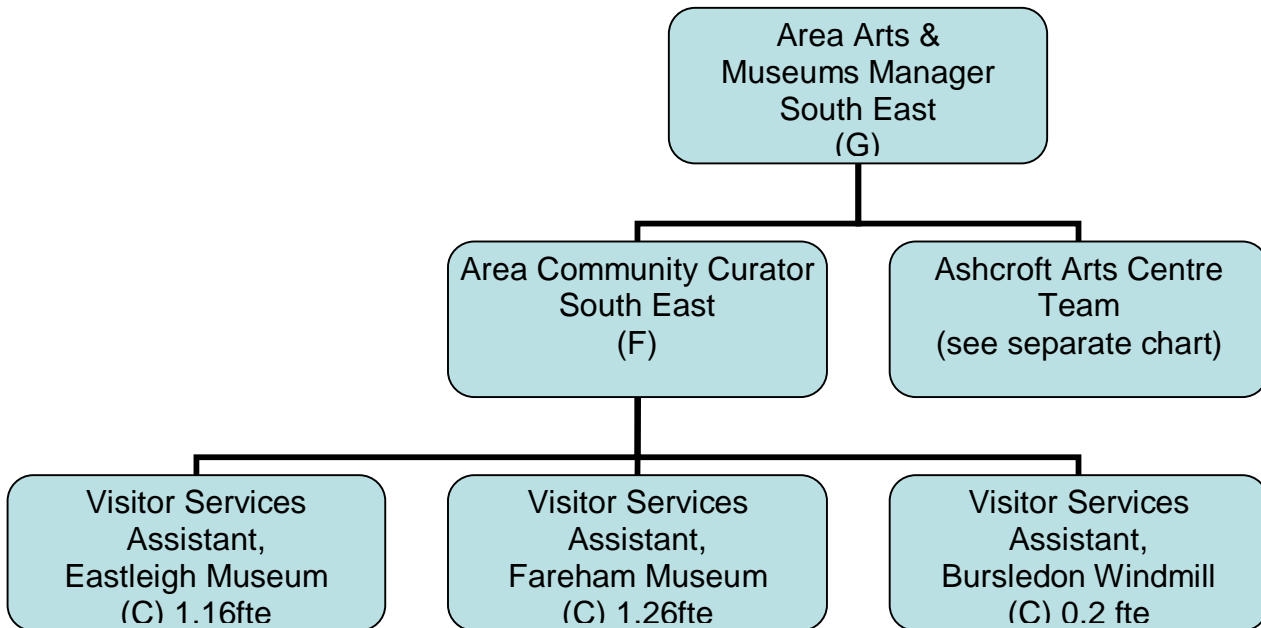 Area Arts &
Museums Manager
South East
(G)
Area Community Curator
South East
(F)
Ashcroft Arts Centre
Team
(see separate chart)
Visitor Services
Assistant,
Eastleigh Museum
(C) 1.16fte
Visitor Services
Assistant,
Fareham Museum
(C) 1.26fte
Visitor Services
Assistant,
Bursledon Windmill
(C) 0.2 fte